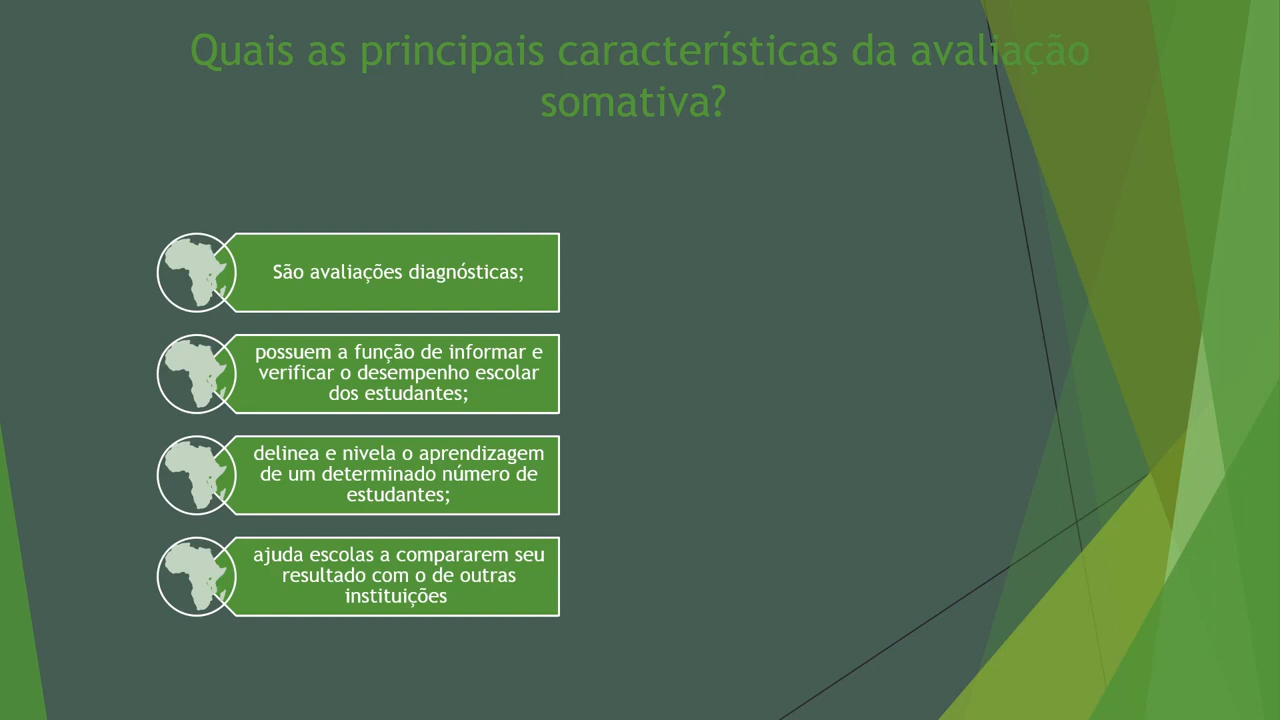 Quais as principais características da avaliação
somativa?
São avaliações diagnósticas;
possuem a função de informar e
verificar o desempenho escolar
dos estudantes;
delinea e nivela o aprendizagem
de um determinado número de
estudantes;
ajuda escolas a compararem seu
resultado com o de outras
instituições